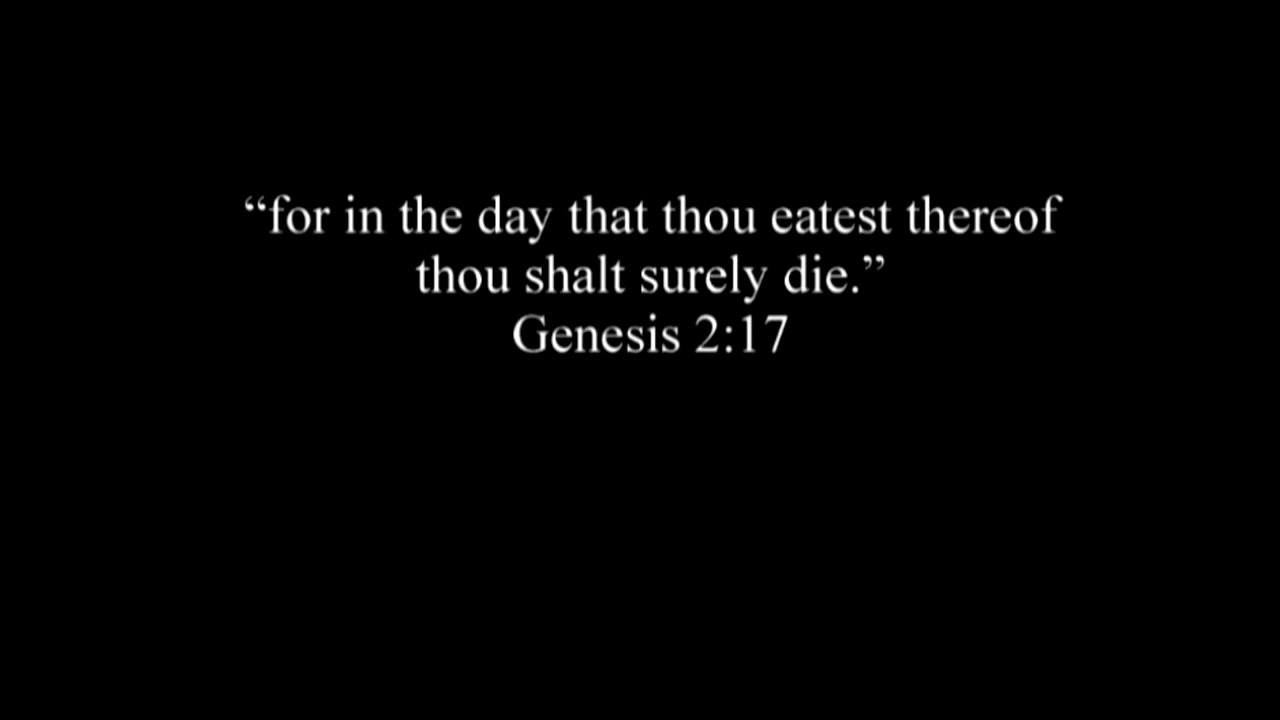 “for in the day that thou eatest thereof
thou shalt surely die.”
Genesis 2:17